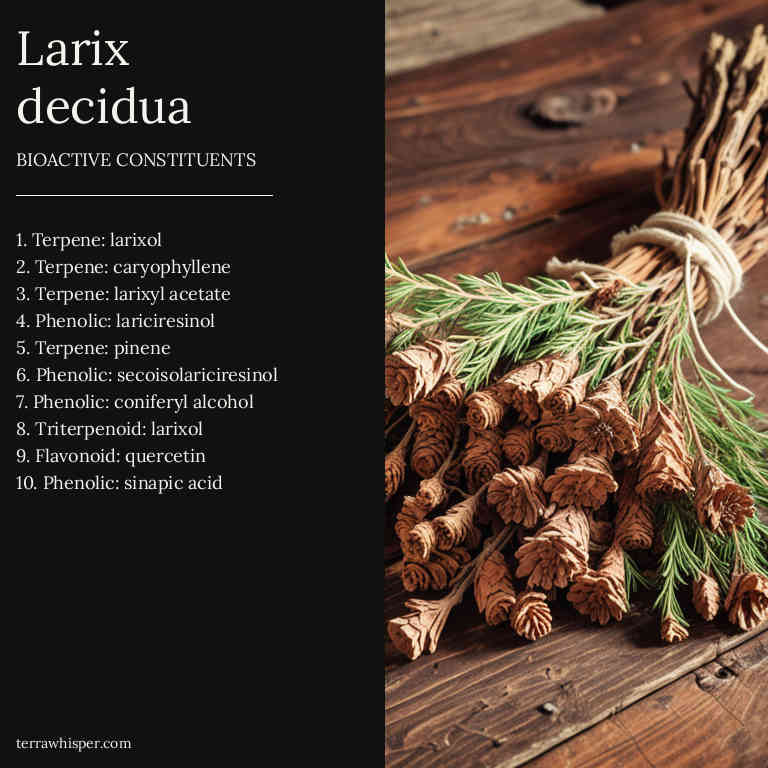 Larix
decidua
BIOACTIVE CONSTITUENTS
1. Terpene: larixol
2. Terpene: caryophyllene
3. Terpene: larixyl acetate
4. Phenolic: lariciresinol
5. Terpene: pinene
6. Phenolic: secoisolariciresinol
7. Phenolic: coniferyl alcohol
8. Triterpenoid: larixol
9. Flavonoid: quercetin
10. Phenolic: sinapic acid
terrawhisper.com